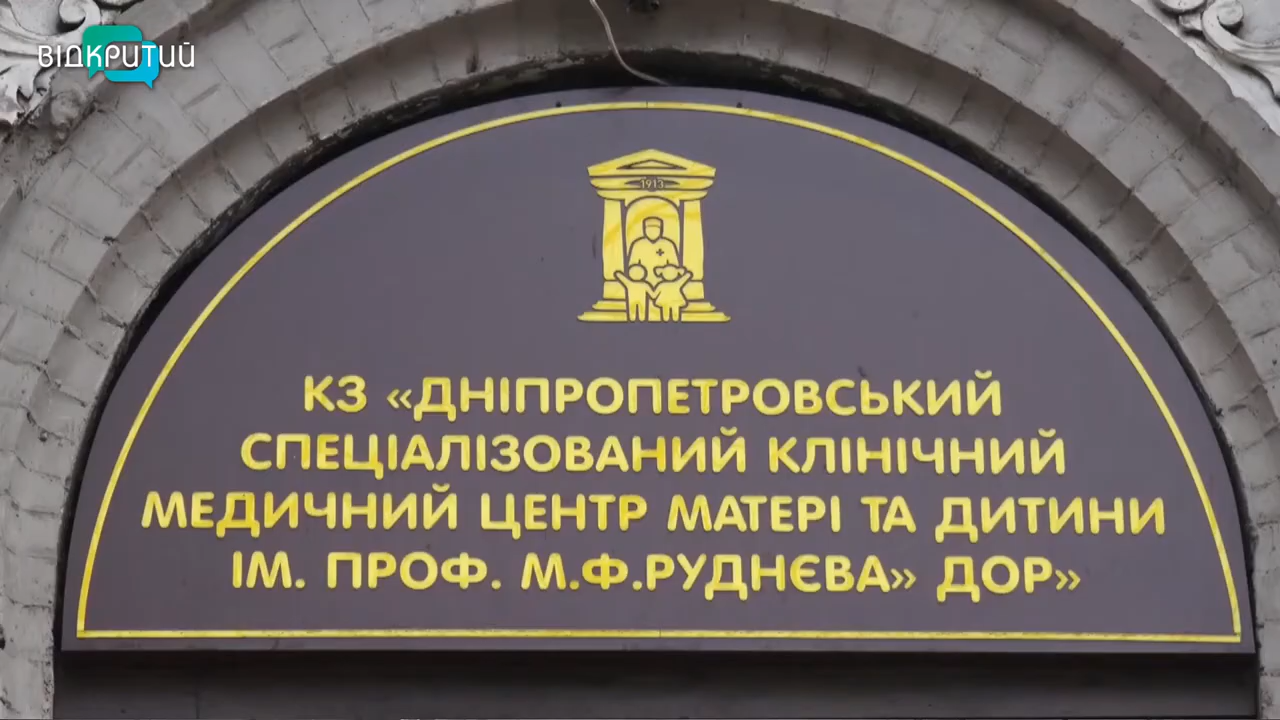 ВІДКРИТИЙ
1913
КЗ «ДНІПРОПЕТРОВСЬКИЙ
СПЕЦІАЛІЗОВАНИЙ КЛІНІЧНИЙ
МЕДИЧНИЙ ЦЕНТР МАТЕРІ ТА ДИТИНИ
ІМ. ПРОФ. М.Ф.РУДНЄВА» ДОР»